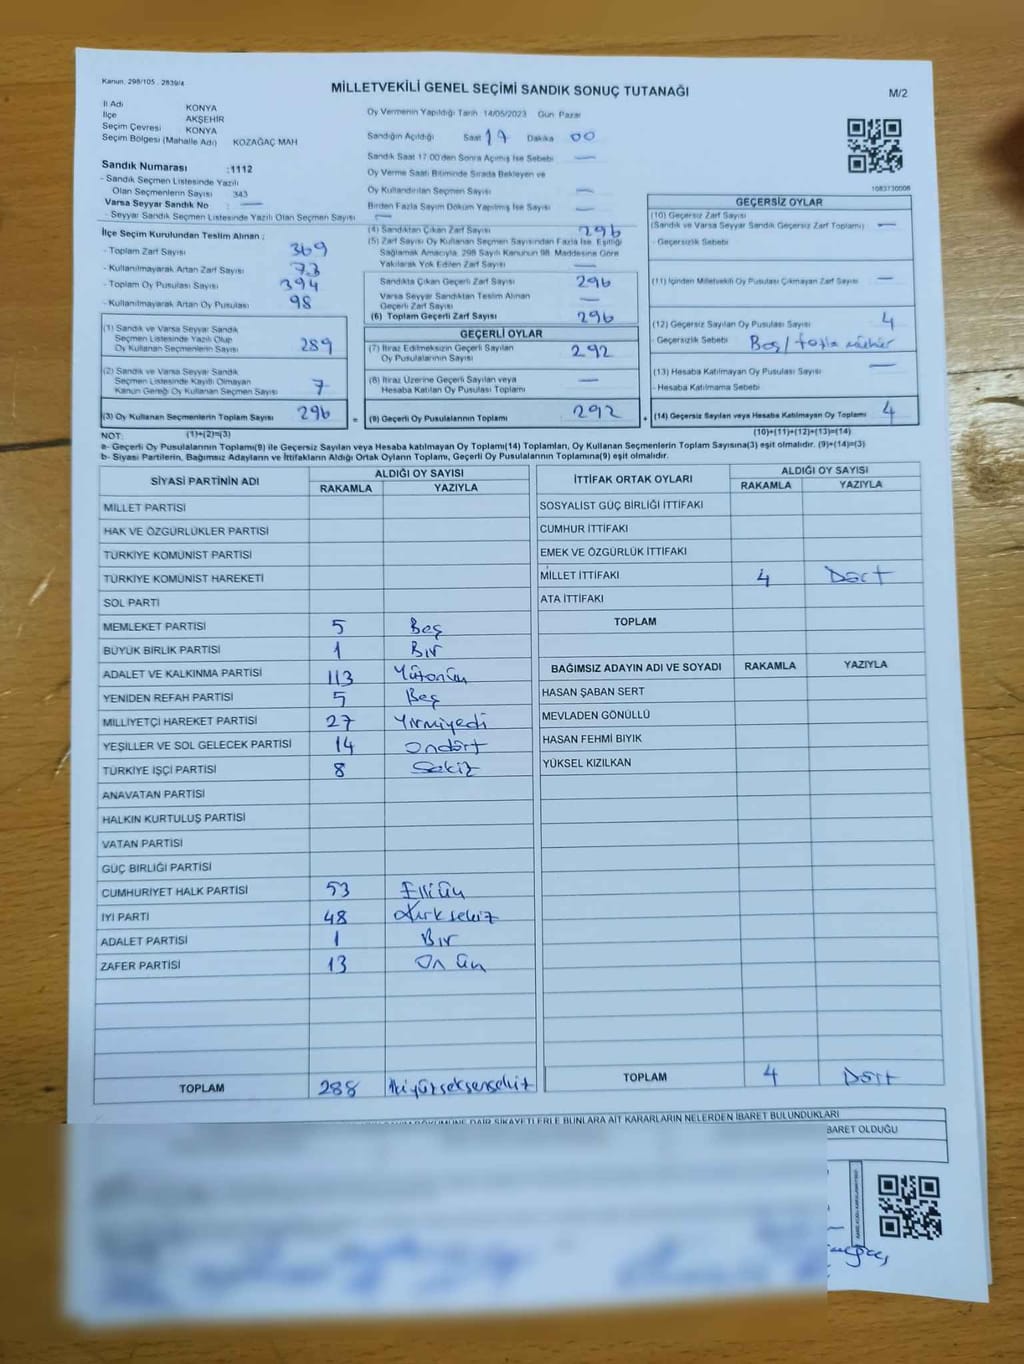 Kanun, 298/105 . 2839/4
MİLLETVEKİLİ GENEL SEÇİMİ SANDIK SONUÇ TUTANAĞI
M/2
İl Adı KONYA
İlçe AKŞEHİR
Seçim Çevresi KONYA
Seçim Bölgesi (Mahalle Adı) KOZAĞAÇ MAH
Sandık Numarası :1112
- Sandık Seçmen Listesinde Yazılı
Olan Seçmenlerin Sayısı 343
Varsa Seyyar Sandık No : —
- Seyyar Sandık Seçmen Listesinde Yazılı Olan Seçmen Sayısı —
Oy Vermenin Yapıldığı Tarih 14/05/2023 Gün Pazar
Sandığın Açıldığı Saat 17 Dakika 00
Sandık Saat 17:00'den Sonra Açılmış İse Sebebi —
Oy Verme Saati Bitiminde Sırada Bekleyen ve
Oy Kullandırılan Seçmen Sayısı —
Birden Fazla Sayım Döküm Yapılmış İse Sayısı —
1083730008
İlçe Seçim Kurulundan Teslim Alınan :
- Toplam Zarf Sayısı 369
- Kullanılmayarak Artan Zarf Sayısı 73
- Toplam Oy Pusulası Sayısı 394
- Kullanılmayarak Artan Oy Pusulası 98
(1) Sandık ve Varsa Seyyar Sandık
Seçmen Listesinde Yazılı Olup
Oy Kullanan Seçmenlerin Sayısı 289
(2) Sandık ve Varsa Seyyar Sandık
Seçmen Listesinde Kayıtlı Olmayan
Kanun Gereği Oy Kullanan Seçmen Sayısı 7
(3) Oy Kullanan Seçmenlerin Toplam Sayısı 296
(4) Sandıktan Çıkan Zarf Sayısı 296
(5) Zarf Sayısı Oy Kullanan Seçmen Sayısından Fazla İse, Eşitliği
Sağlamak Amacıyla, 298 Sayılı Kanunun 98. Maddesine Göre
Yakılarak Yok Edilen Zarf Sayısı —
Sandıkta Çıkan Geçerli Zarf Sayısı 296
Varsa Seyyar Sandıktan Teslim Alınan
Geçerli Zarf Sayısı —
(6) Toplam Geçerli Zarf Sayısı 296
GEÇERLİ OYLAR
(7) İtiraz Edilmeksizin Geçerli Sayılan
Oy Pusulalarının Sayısı 292
(8) İtiraz Üzerine Geçerli Sayılan veya
Hesaba Katılan Oy Pusulası Toplamı —
= (9) Geçerli Oy Pusulalarının Toplamı 292
GEÇERSİZ OYLAR
(10) Geçersiz Zarf Sayısı
(Sandık ve Varsa Seyyar Sandık Geçersiz Zarf Toplamı) —
- Geçersizlik Sebebi
(11) İçinden Milletvekili Oy Pusulası Çıkmayan Zarf Sayısı —
(12) Geçersiz Sayılan Oy Pusulası Sayısı 4
- Geçersizlik Sebebi Boş/fazla mühür
(13) Hesaba Katılmayan Oy Pusulası Sayısı —
- Hesaba Katılmama Sebebi
+ (14) Geçersiz Sayılan veya Hesaba Katılmayan Oy Toplamı 4
NOT: (1)+(2)=(3) (10)+(11)+(12)+(13)=(14)
a- Geçerli Oy Pusulalarının Toplamı(9) ile Geçersiz Sayılan veya Hesaba katılmayan Oy Toplamı(14) Toplamları, Oy Kullanan Seçmenlerin Toplam Sayısına(3) eşit olmalıdır. (9)+(14)=(3)
b- Siyasi Partilerin, Bağımsız Adayların ve İttifakların Aldığı Ortak Oyların Toplamı, Geçerli Oy Pusulalarının Toplamına(9) eşit olmalıdır.
SİYASİ PARTİNİN ADI ALDIĞI OY SAYISI
RAKAMLA YAZIYLA
MİLLET PARTİSİ
HAK VE ÖZGÜRLÜKLER PARTİSİ
TÜRKİYE KOMÜNİST PARTİSİ
TÜRKİYE KOMÜNİST HAREKETİ
SOL PARTİ
MEMLEKET PARTİSİ 5 Beş
BÜYÜK BİRLİK PARTİSİ 1 Bir
ADALET VE KALKINMA PARTİSİ 113 Yüzonüç
YENİDEN REFAH PARTİSİ 5 Beş
MİLLİYETÇİ HAREKET PARTİSİ 27 Yirmiyedi
YEŞİLLER VE SOL GELECEK PARTİSİ 14 Ondört
TÜRKİYE İŞÇİ PARTİSİ 8 Sekiz
ANAVATAN PARTİSİ
HALKIN KURTULUŞ PARTİSİ
VATAN PARTİSİ
GÜÇ BİRLİĞİ PARTİSİ
CUMHURİYET HALK PARTİSİ 53 Elliüç
İYİ PARTİ 48 Kırksekiz
ADALET PARTİSİ 1 Bir
ZAFER PARTİSİ 13 On üç
TOPLAM 288 İkiyüzseksensekiz
İTTİFAK ORTAK OYLARI ALDIĞI OY SAYISI
RAKAMLA YAZIYLA
SOSYALİST GÜÇ BİRLİĞİ İTTİFAKI
CUMHUR İTTİFAKI
EMEK VE ÖZGÜRLÜK İTTİFAKI
MİLLET İTTİFAKI 4 Dört
ATA İTTİFAKI
TOPLAM
BAĞIMSIZ ADAYIN ADI VE SOYADI RAKAMLA YAZIYLA
HASAN ŞABAN SERT
MEVLADEN GÖNÜLLÜ
HASAN FEHMİ BIYIK
YÜKSEL KIZILKAN
TOPLAM 4 Dört
DAİR ŞİKAYETLERLE BUNLARA AİT KARARLARIN NELERDEN İBARET BULUNDUKLARI
BARET OLDUĞU